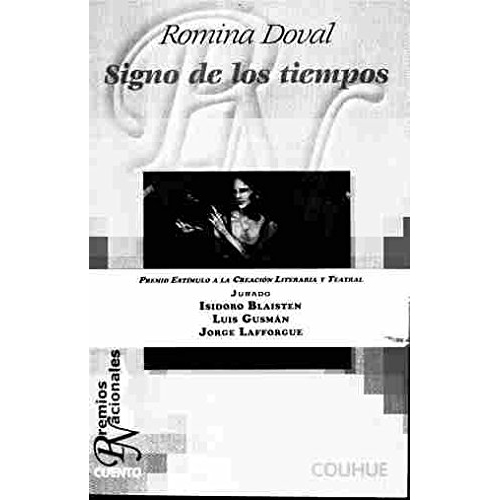 Romina Doval
Signo de los tiempos
PREMIO ESTÍMULO A LA CREACIÓN LITERARIA Y TEATRAL
JURADO
ISIDORO BLAISTEN
LUIS GUSMÁN
JORGE LAFFORGUE
Premios
Nacionales
PN
CUENTO
COLIHUE